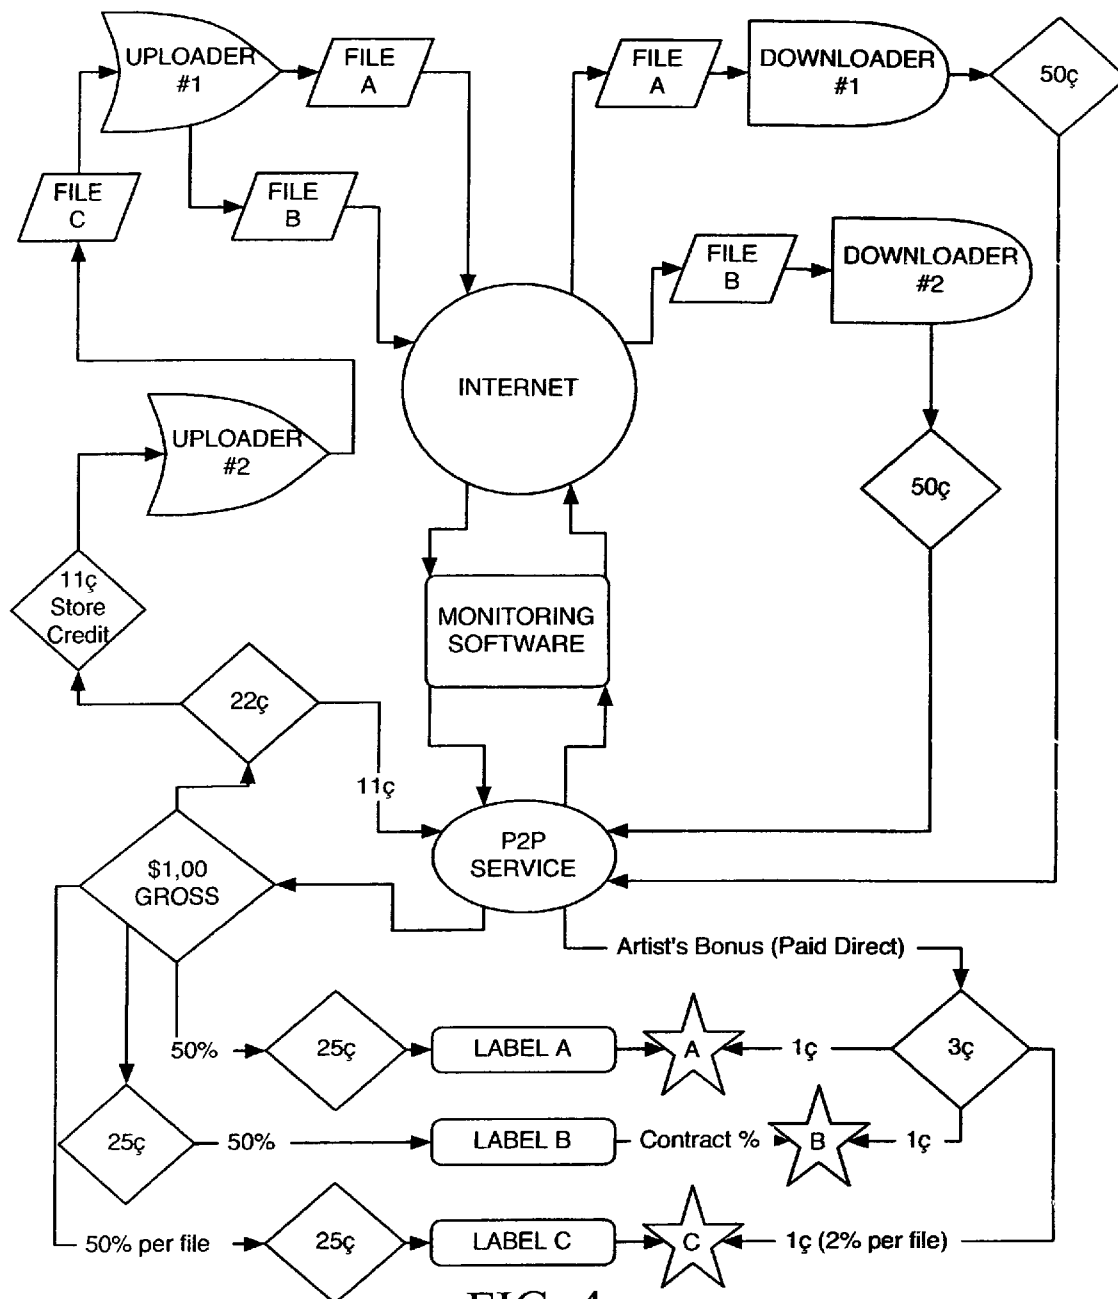 UPLOADER
#1
FILE
A
FILE
A
DOWNLOADER
#1
50ç
FILE
C
FILE
B
FILE
B
DOWNLOADER
#2
INTERNET
UPLOADER
#2
50ç
11ç
Store
Credit
MONITORING
SOFTWARE
22ç
11ç
P2P
SERVICE
$1,00
GROSS
Artist's Bonus (Paid Direct)
50%
25ç
LABEL A
A
1ç
3ç
25ç
50%
LABEL B
Contract %
B
1ç
50% per file
25ç
LABEL C
C
1ç (2% per file)